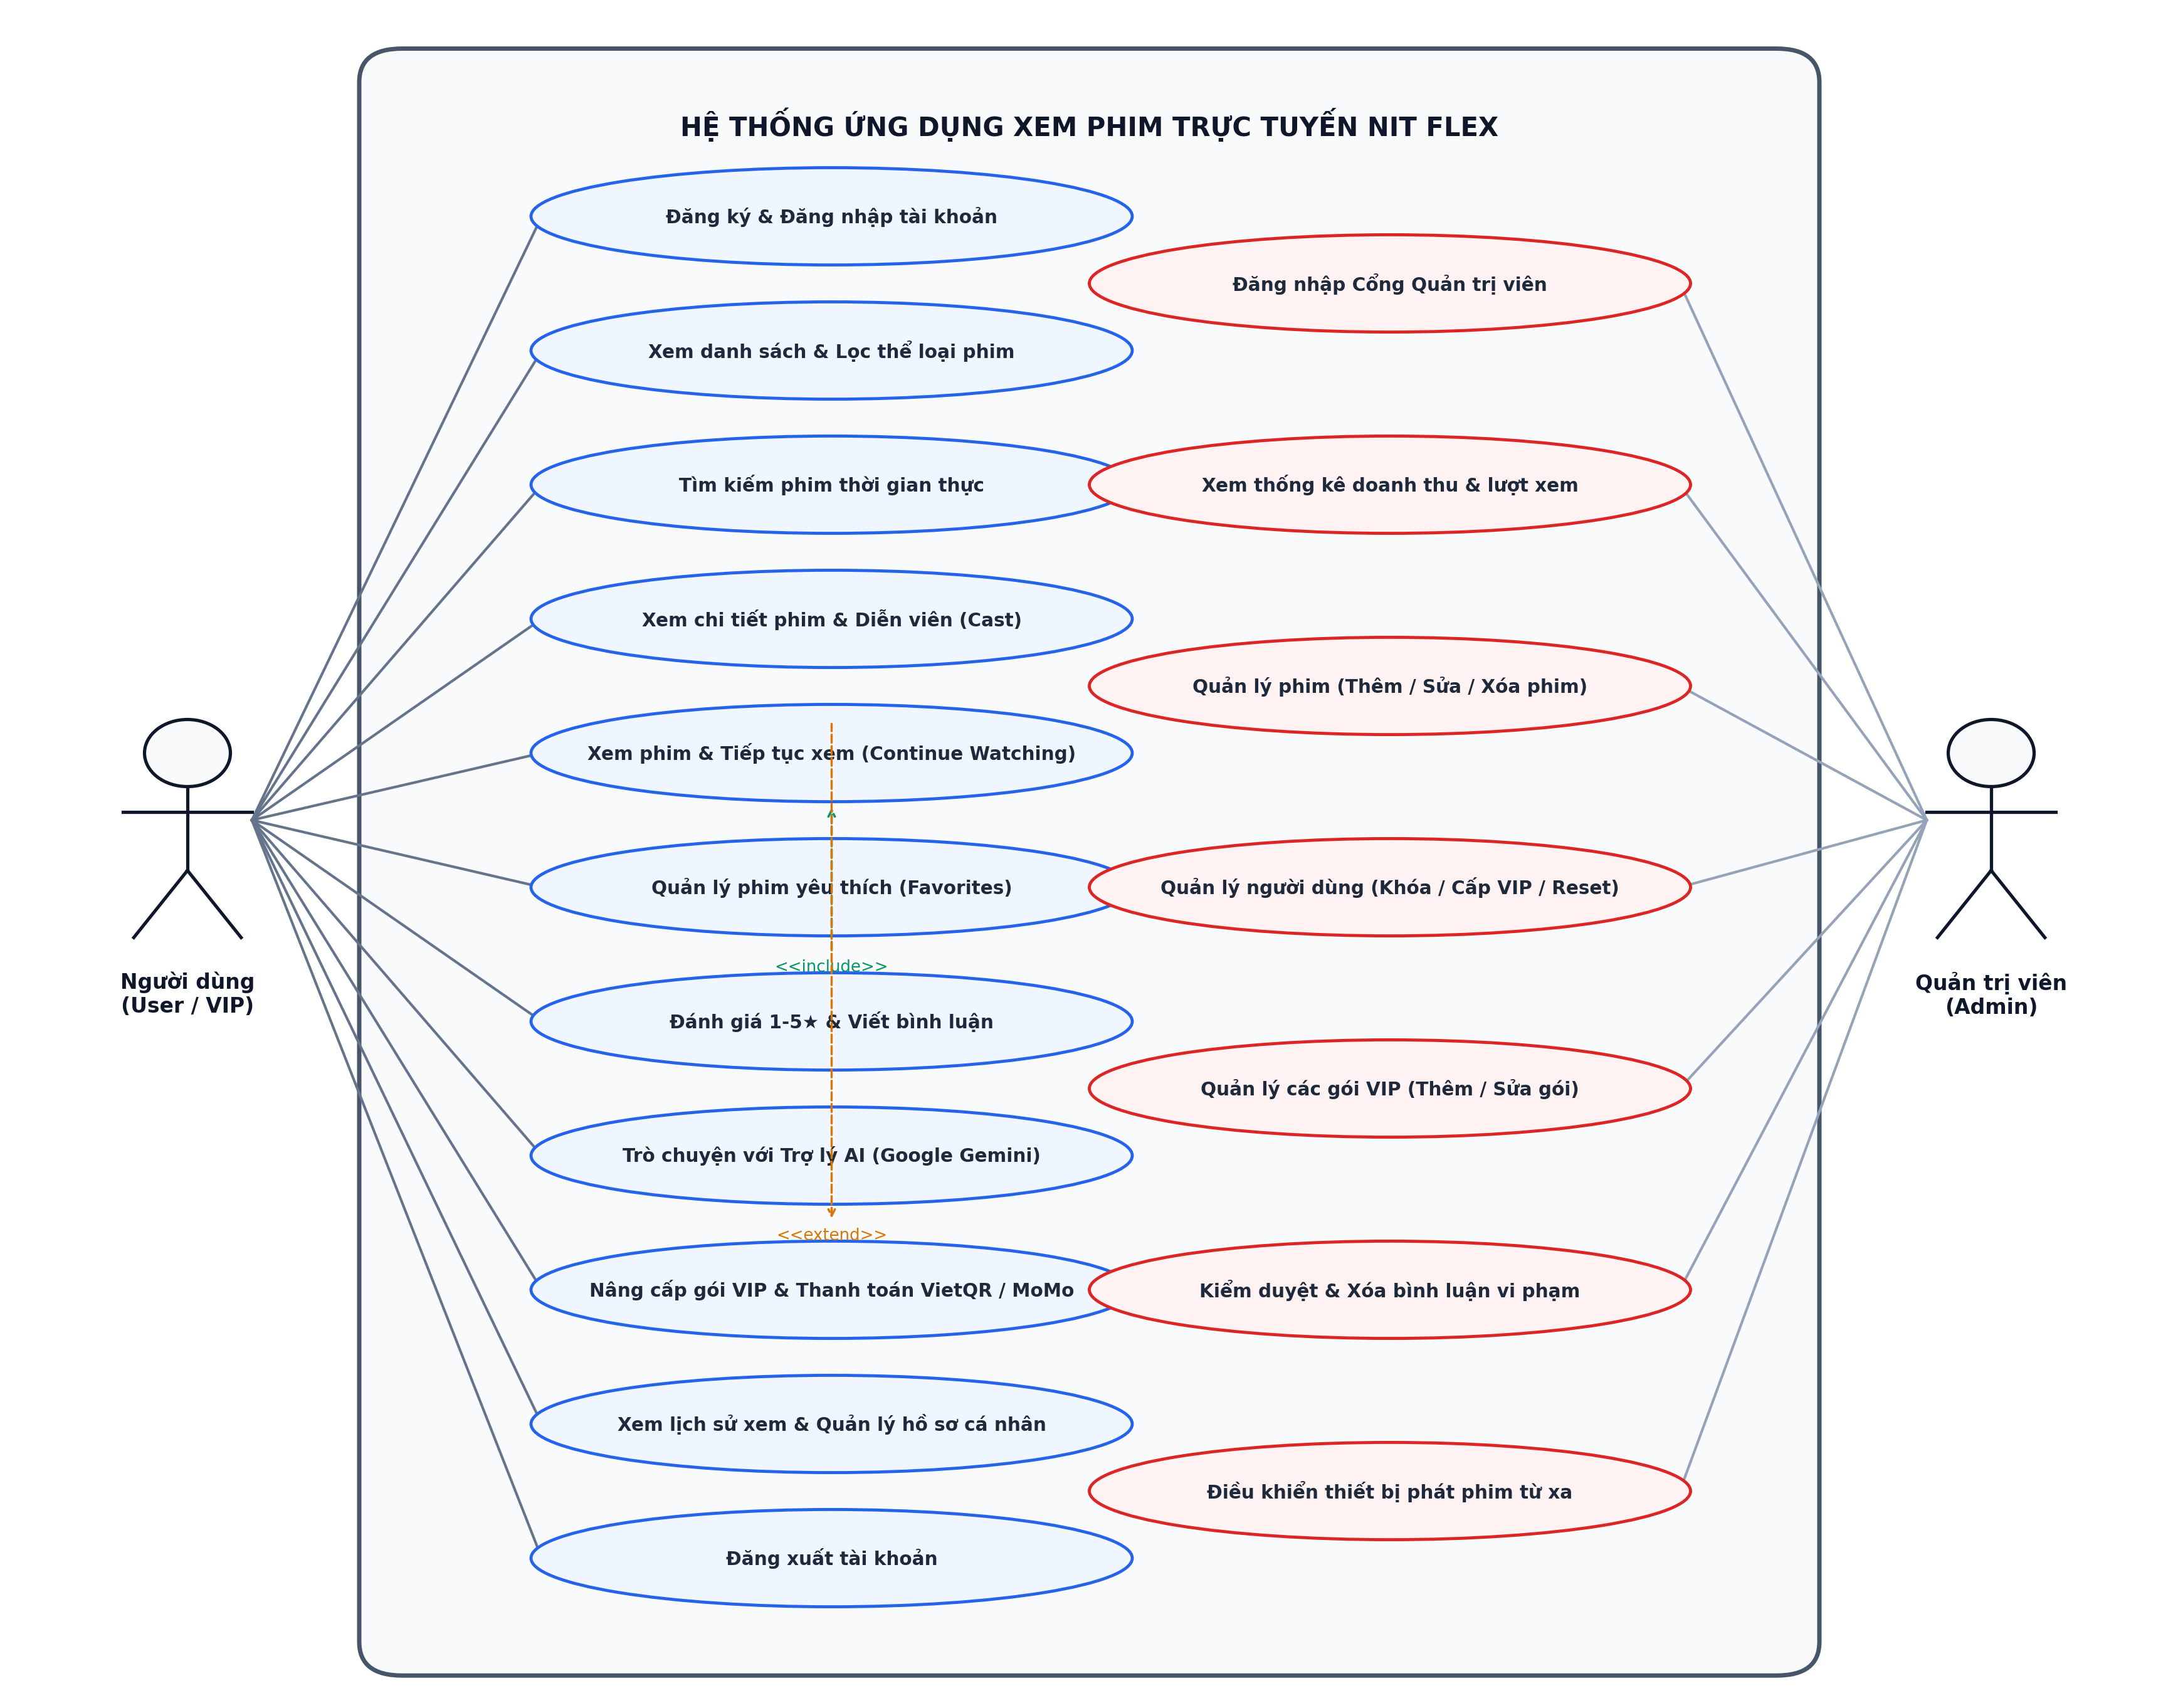 HỆ THỐNG ỨNG DỤNG XEM PHIM TRỰC TUYẾN NIT FLEX
Đăng ký & Đăng nhập tài khoản
Đăng nhập Cổng Quản trị viên
Xem danh sách & Lọc thể loại phim
Tìm kiếm phim thời gian thực
Xem thống kê doanh thu & lượt xem
Xem chi tiết phim & Diễn viên (Cast)
Quản lý phim (Thêm / Sửa / Xóa phim)
Xem phim & Tiếp tục xem (Continue Watching)
Quản lý phim yêu thích (Favorites)
Quản lý người dùng (Khóa / Cấp VIP / Reset)
<<include>>
Người dùng
(User / VIP)
Quản trị viên
(Admin)
Đánh giá 1-5★ & Viết bình luận
Quản lý các gói VIP (Thêm / Sửa gói)
Trò chuyện với Trợ lý AI (Google Gemini)
<<extend>>
Nâng cấp gói VIP & Thanh toán VietQR / MoMo
Kiểm duyệt & Xóa bình luận vi phạm
Xem lịch sử xem & Quản lý hồ sơ cá nhân
Điều khiển thiết bị phát phim từ xa
Đăng xuất tài khoản